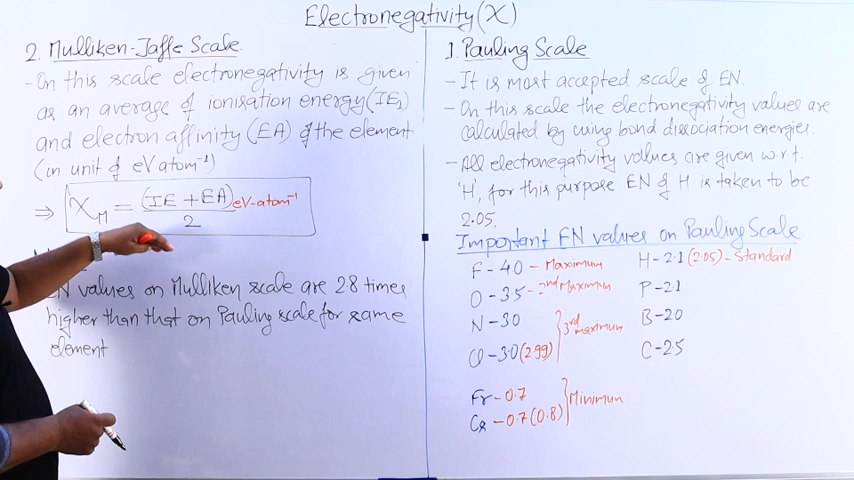 Electronegativity (X)
2. Mulliken-Jaffe Scale
- On this scale electronegativity is given
as an average of ionisation energy (IE₁)
and electron affinity (EA) of the element
(in unit of eV atom⁻¹)
⇒ X_M = (IE + EA) eV-atom⁻¹
2
EN values on Mulliken scale are 2.8 times
higher than that on Pauling scale for same
element
1. Pauling Scale
- It is most accepted scale of EN.
- On this scale the electronegativity values are
calculated by using bond dissociation energies.
- All electronegativity values are given w.r.t.
'H', for this purpose EN of H is taken to be
2.05.
Important EN values on Pauling Scale
F - 4.0 - Maximum
O - 3.5 - 2nd Maximum
N - 3.0
Cl - 3.0 (2.99)
3rd maximum
Fr - 0.7
Cs - 0.7 (0.8)
Minimum
H - 2.1 (2.05) - Standard
P - 2.1
B - 2.0
C - 2.5